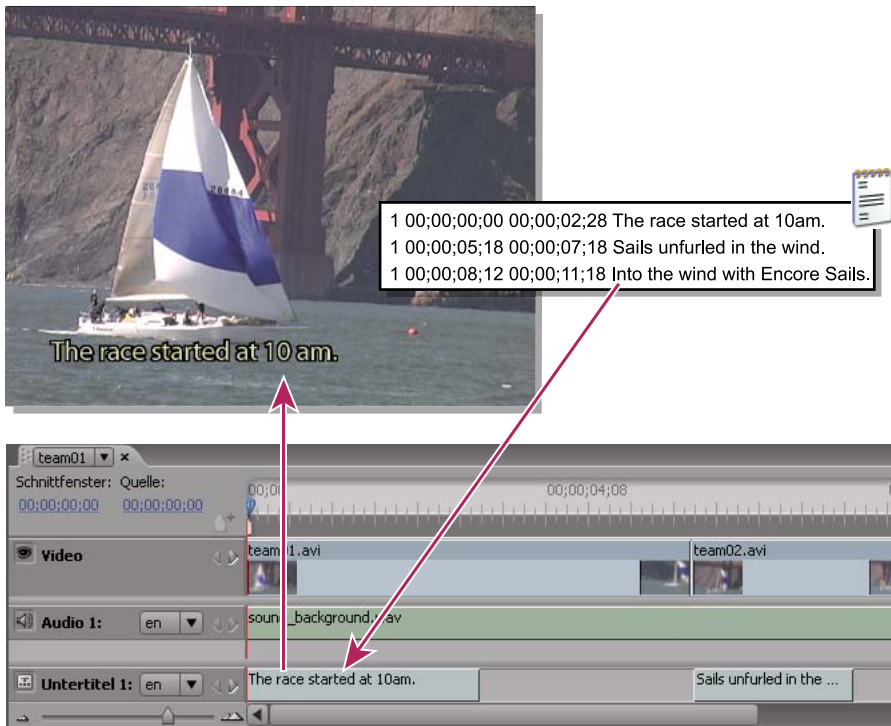 The race started at 10 am.
1 00;00;00;00 00;00;02;28 The race started at 10am.
1 00;00;05;18 00;00;07;18 Sails unfurled in the wind.
1 00;00;08;12 00;00;11;18 Into the wind with Encore Sails.
team01
Schnittfenster: Quelle:
00;00;00;00 00;00;00;00
00;00;04;08
Video
team01.avi
team02.avi
Audio 1: en
sound_background.wav
Untertitel 1: en
The race started at 10am.
Sails unfurled in the ...